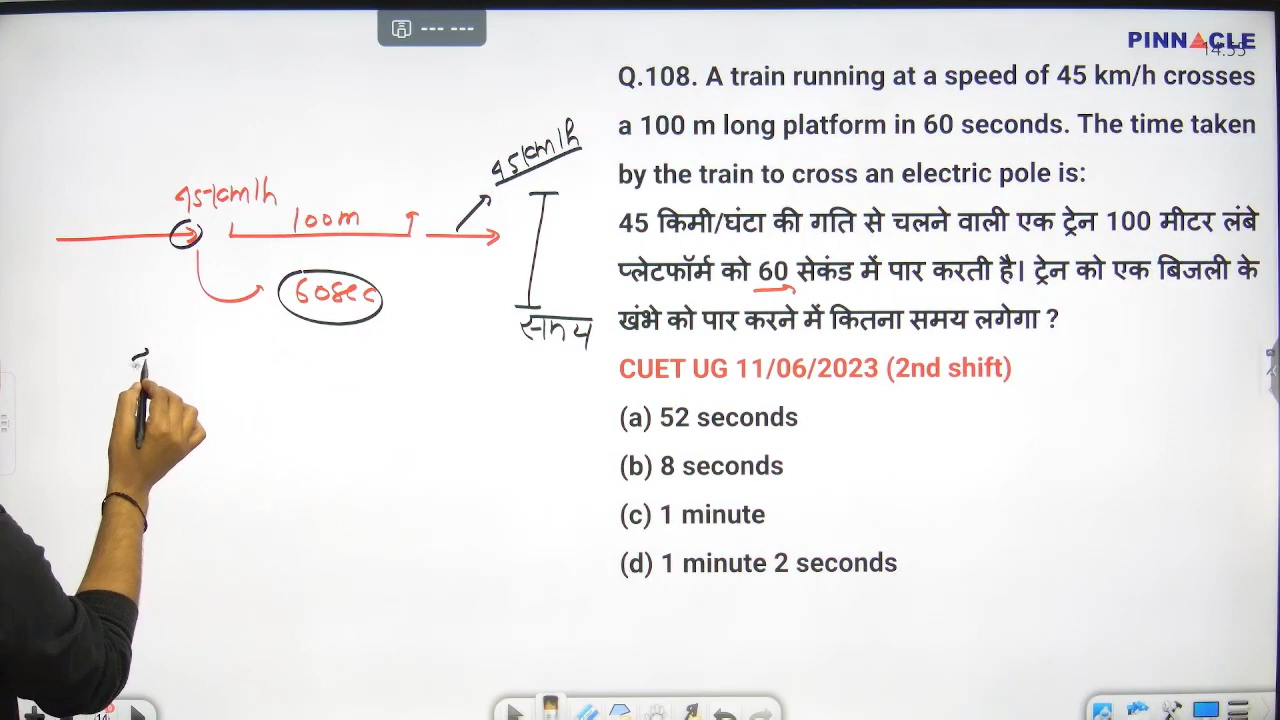 PINNACLE
14:55
Q.108. A train running at a speed of 45 km/h crosses
a 100 m long platform in 60 seconds. The time taken
by the train to cross an electric pole is:
45 किमी/घंटा की गति से चलने वाली एक ट्रेन 100 मीटर लंबे
प्लेटफॉर्म को 60 सेकंड में पार करती है। ट्रेन को एक बिजली के
खंभे को पार करने में कितना समय लगेगा ?
CUET UG 11/06/2023 (2nd shift)
(a) 52 seconds
(b) 8 seconds
(c) 1 minute
(d) 1 minute 2 seconds
45km/h
45km/h
100m
60sec
14